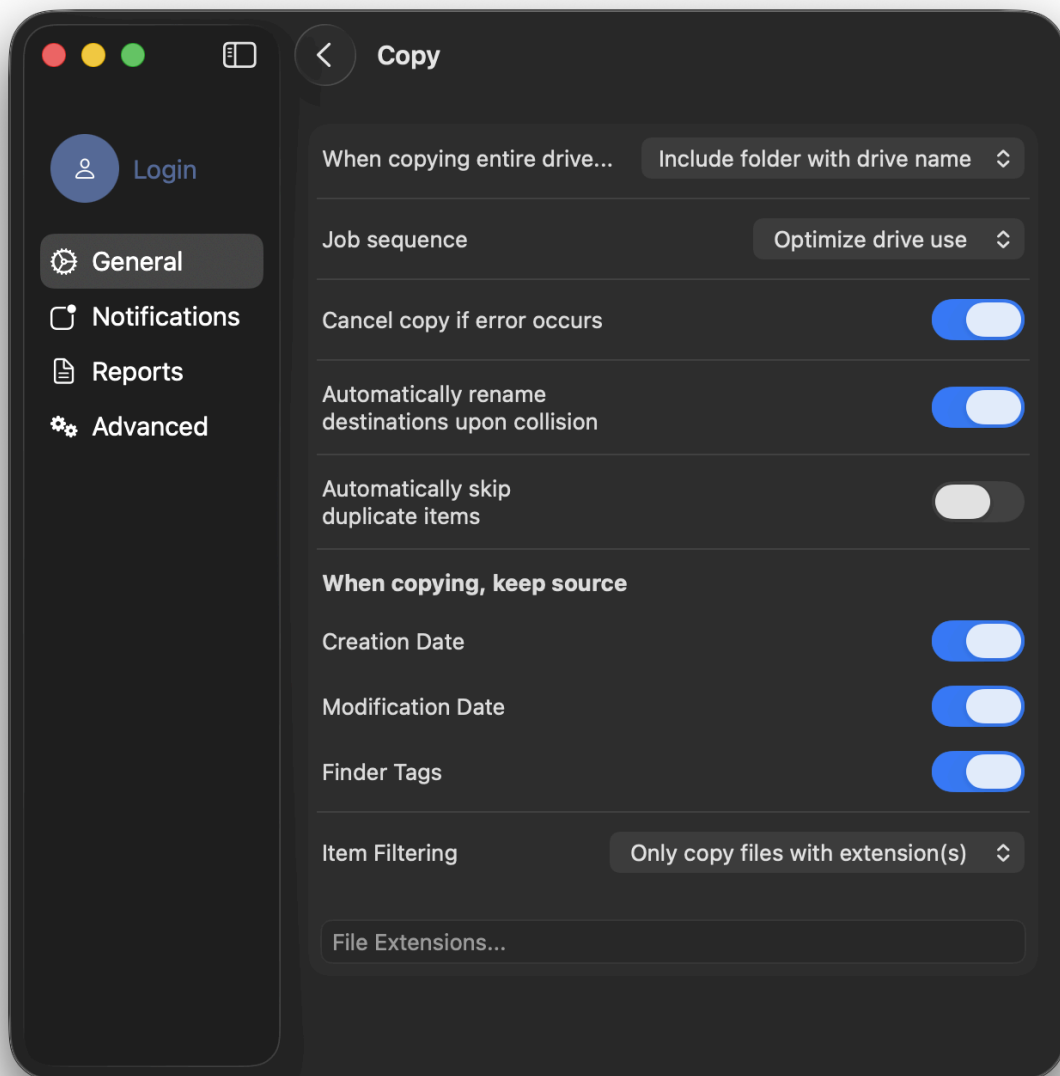 Copy
Login
General
Notifications
Reports
Advanced
When copying entire drive...
Include folder with drive name
Job sequence
Optimize drive use
Cancel copy if error occurs
Automatically rename
destinations upon collision
Automatically skip
duplicate items
When copying, keep source
Creation Date
Modification Date
Finder Tags
Item Filtering
Only copy files with extension(s)
File Extensions...